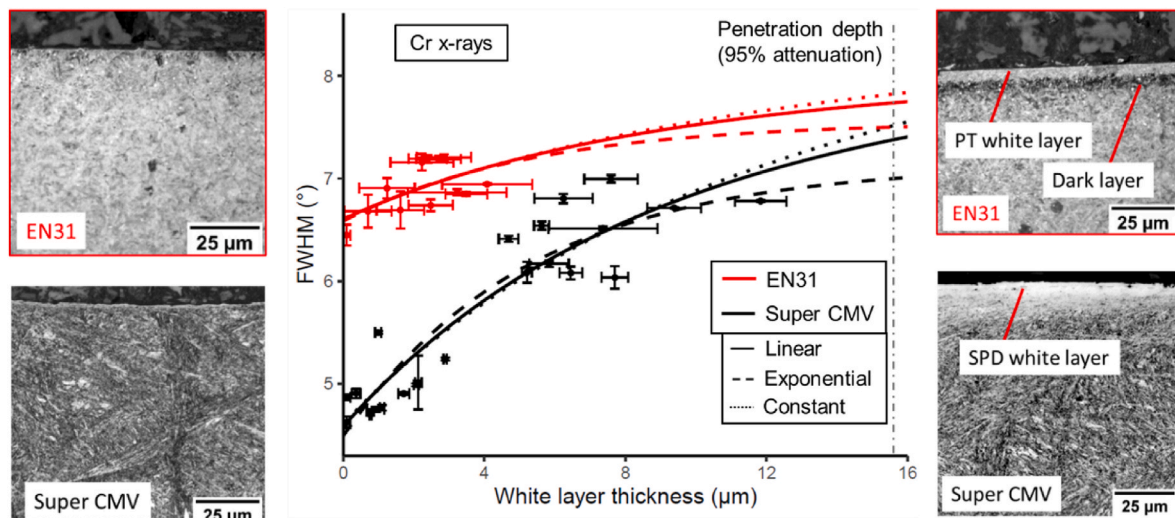 EN31
25 µm
Super CMV
25 µm
Cr x-rays
Penetration depth
(95% attenuation)
FWHM (°)
8
7
6
5
EN31
Super CMV
Linear
Exponential
Constant
0
4
8
12
16
White layer thickness (µm)
PT white layer
Dark layer
EN31
25 µm
SPD white layer
Super CMV
25 µm